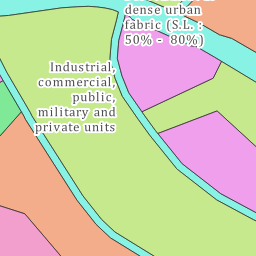 dense urban
fabric (S.L. :
50% - 80%)
Industrial,
commercial,
public,
military and
private units